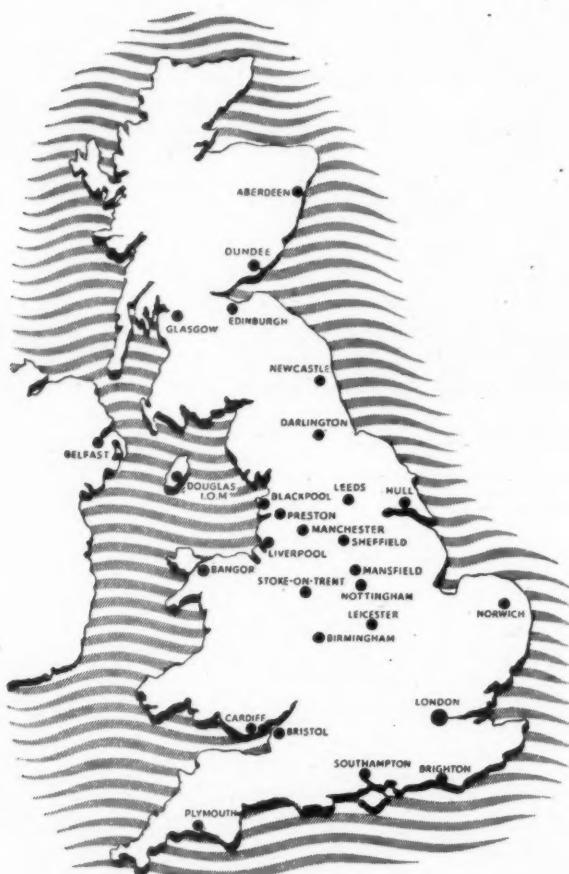 ABERDEEN
DUNDEE
GLASGOW
EDINBURGH
NEWCASTLE
DARLINGTON
BELFAST
DOUGLAS
I.O.M
BLACKPOOL
LEEDS
HULL
PRESTON
MANCHESTER
SHEFFIELD
LIVERPOOL
BANGOR
MANSFIELD
STOKE-ON-TRENT
NOTTINGHAM
NORWICH
LEICESTER
BIRMINGHAM
LONDON
CARDIFF
BRISTOL
SOUTHAMPTON
BRIGHTON
PLYMOUTH